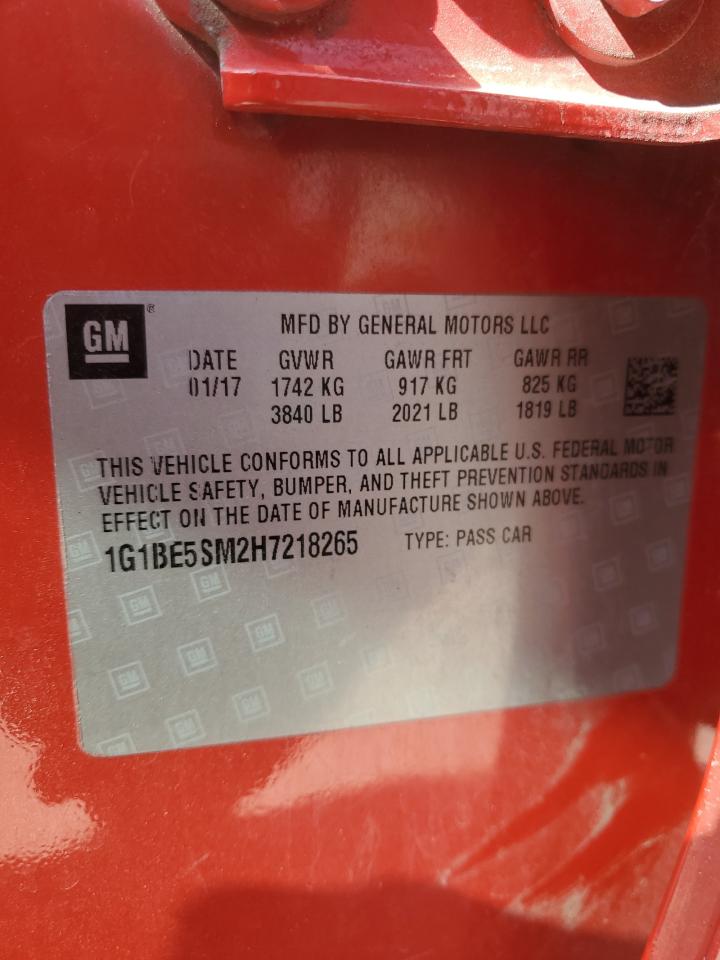 GM ®
MFD BY GENERAL MOTORS LLC
DATE GVWR GAWR FRT GAWR RR
01/17 1742 KG 917 KG 825 KG
3840 LB 2021 LB 1819 LB
THIS VEHICLE CONFORMS TO ALL APPLICABLE U.S. FEDERAL MOTOR
VEHICLE SAFETY, BUMPER, AND THEFT PREVENTION STANDARDS IN
EFFECT ON THE DATE OF MANUFACTURE SHOWN ABOVE.
1G1BE5SM2H7218265 TYPE: PASS CAR